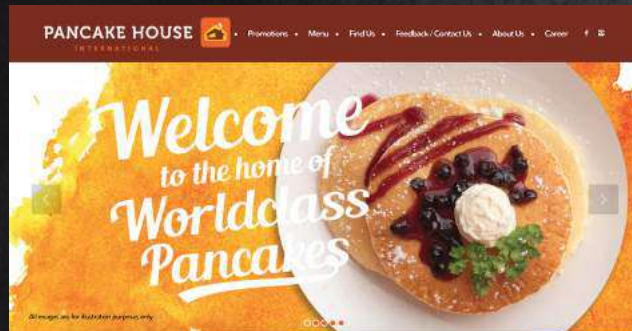 PANCAKE HOUSE
INTERNATIONAL
Promotions • Menu • Find Us • Feedback / Contact Us • About Us • Career
Welcome
to the home of
Worldclass
Pancakes
All images are for illustration purposes only.